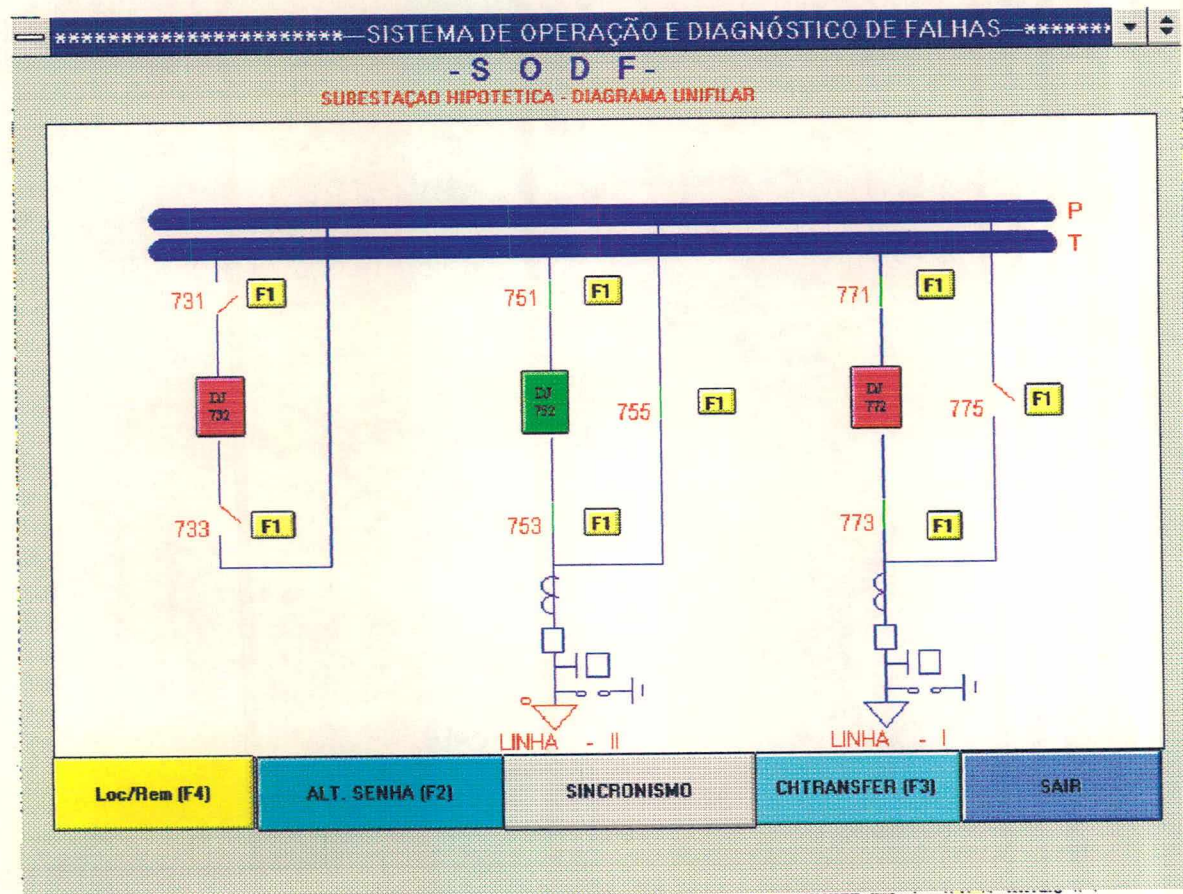 *********************—SISTEMA DE OPERAÇÃO E DIAGNÓSTICO DE FALHAS—*******
- S O D F -
SUBESTAÇAO HIPOTETICA - DIAGRAMA UNIFILAR
P
T
731 F1 751 F1 771 F1
DJ 732
DJ 752
DJ 772
755 F1 775 F1
733 F1 753 F1 773 F1
LINHA - II LINHA - I
Loc/Rem (F4) ALT. SENHA (F2) SINCRONISMO CHTRANSFER (F3) SAIR